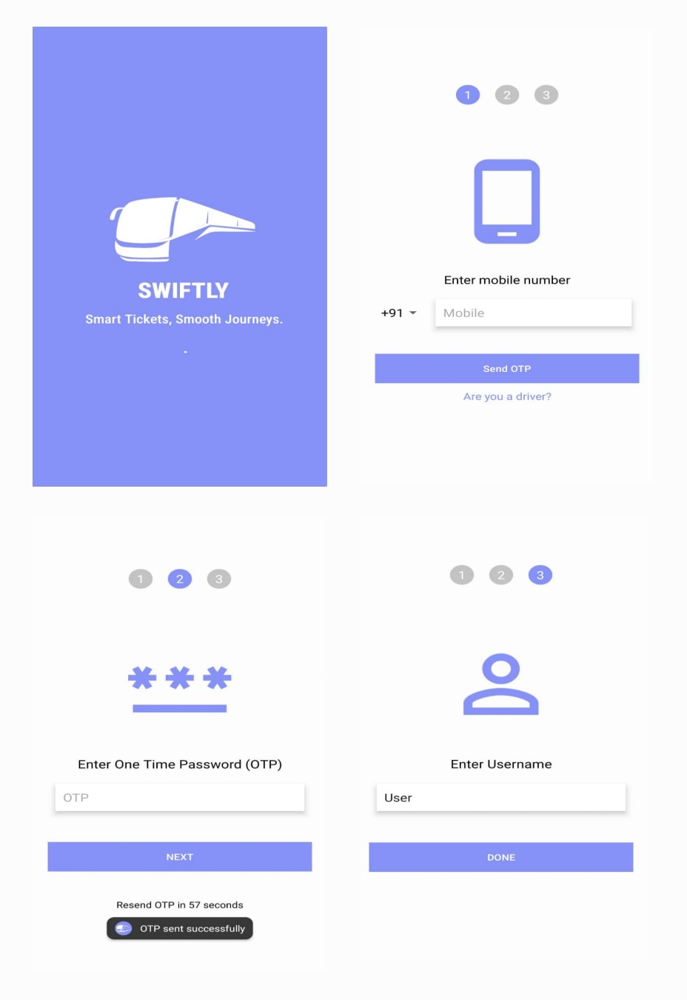 SWIFTLY
Smart Tickets, Smooth Journeys.
1 2 3
Enter mobile number
+91 Mobile
Send OTP
Are you a driver?
1 2 3
***
Enter One Time Password (OTP)
OTP
NEXT
Resend OTP in 57 seconds
OTP sent successfully
1 2 3
Enter Username
User
DONE